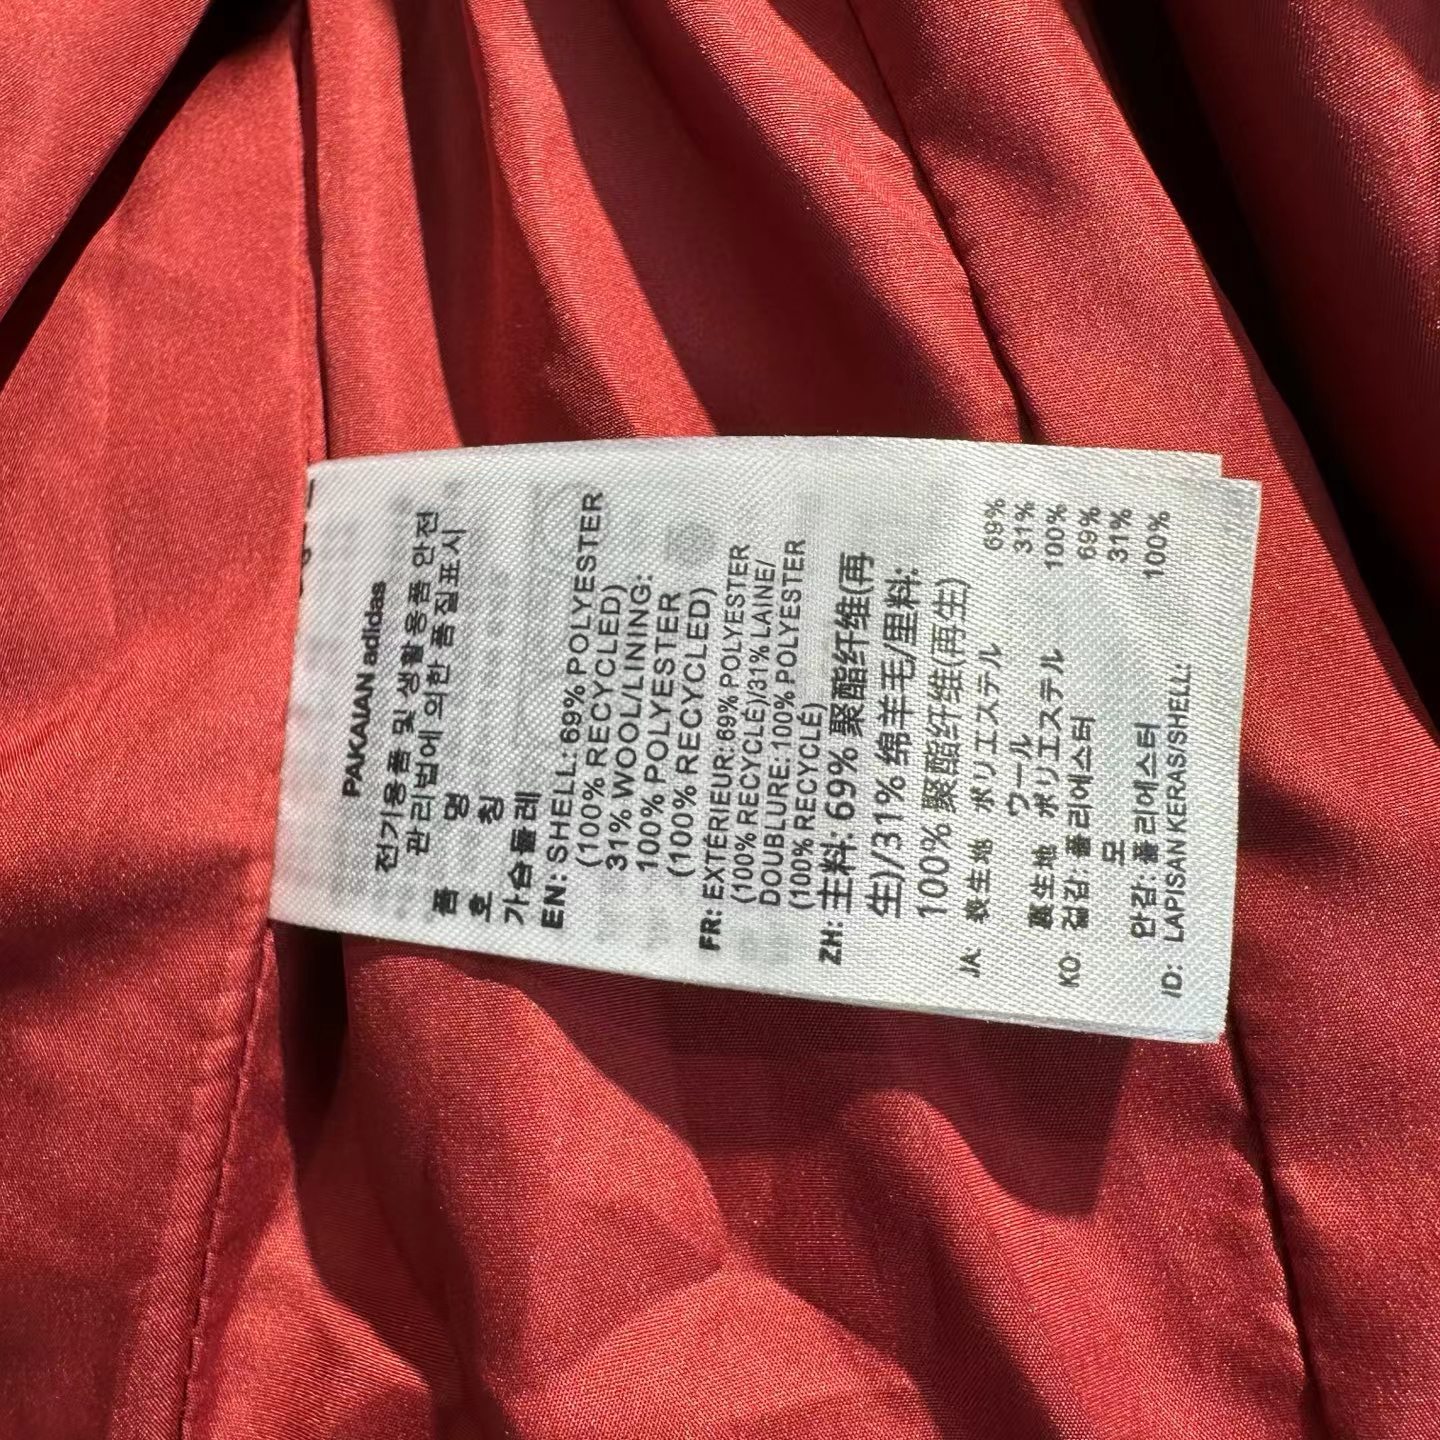 PAKAIAN adidas
전기용품 및 생활용품 안전
관리법에 의한 품질표시
품 명
호 칭
가슴둘레
EN: SHELL: 69% POLYESTER
(100% RECYCLED)
31% WOOL/LINING:
100% POLYESTER
(100% RECYCLED)
FR: EXTÉRIEUR: 69% POLYESTER
(100% RECYCLÉ)/31% LAINE/
DOUBLURE: 100% POLYESTER
(100% RECYCLÉ)
ZH: 主料: 69% 聚酯纤维(再
生)/31% 绵羊毛/里料:
100% 聚酯纤维(再生)
JA: 表生地 ポリエステル 69%
ウール 31%
裏生地 ポリエステル 100%
KO: 겉감: 폴리에스터 69%
모 31%
안감: 폴리에스터 100%
ID: LAPISAN KERAS/SHELL: